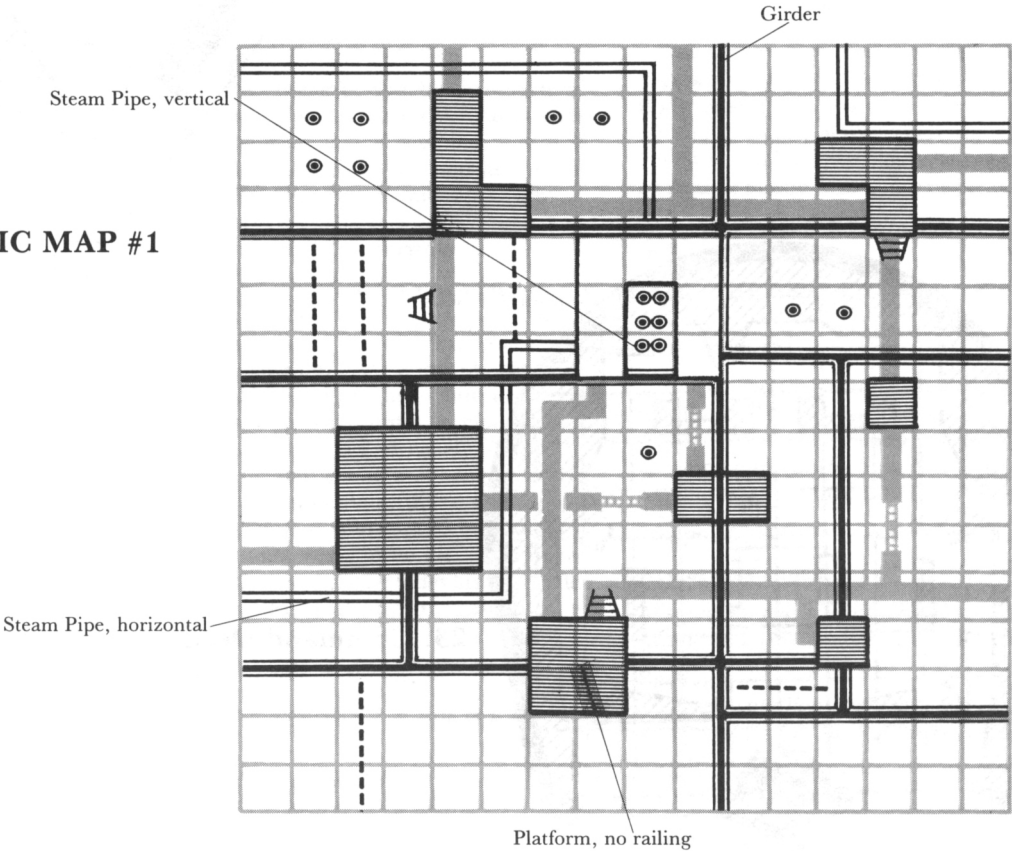 Girder
Steam Pipe, vertical
IC MAP #1
Steam Pipe, horizontal
Platform, no railing